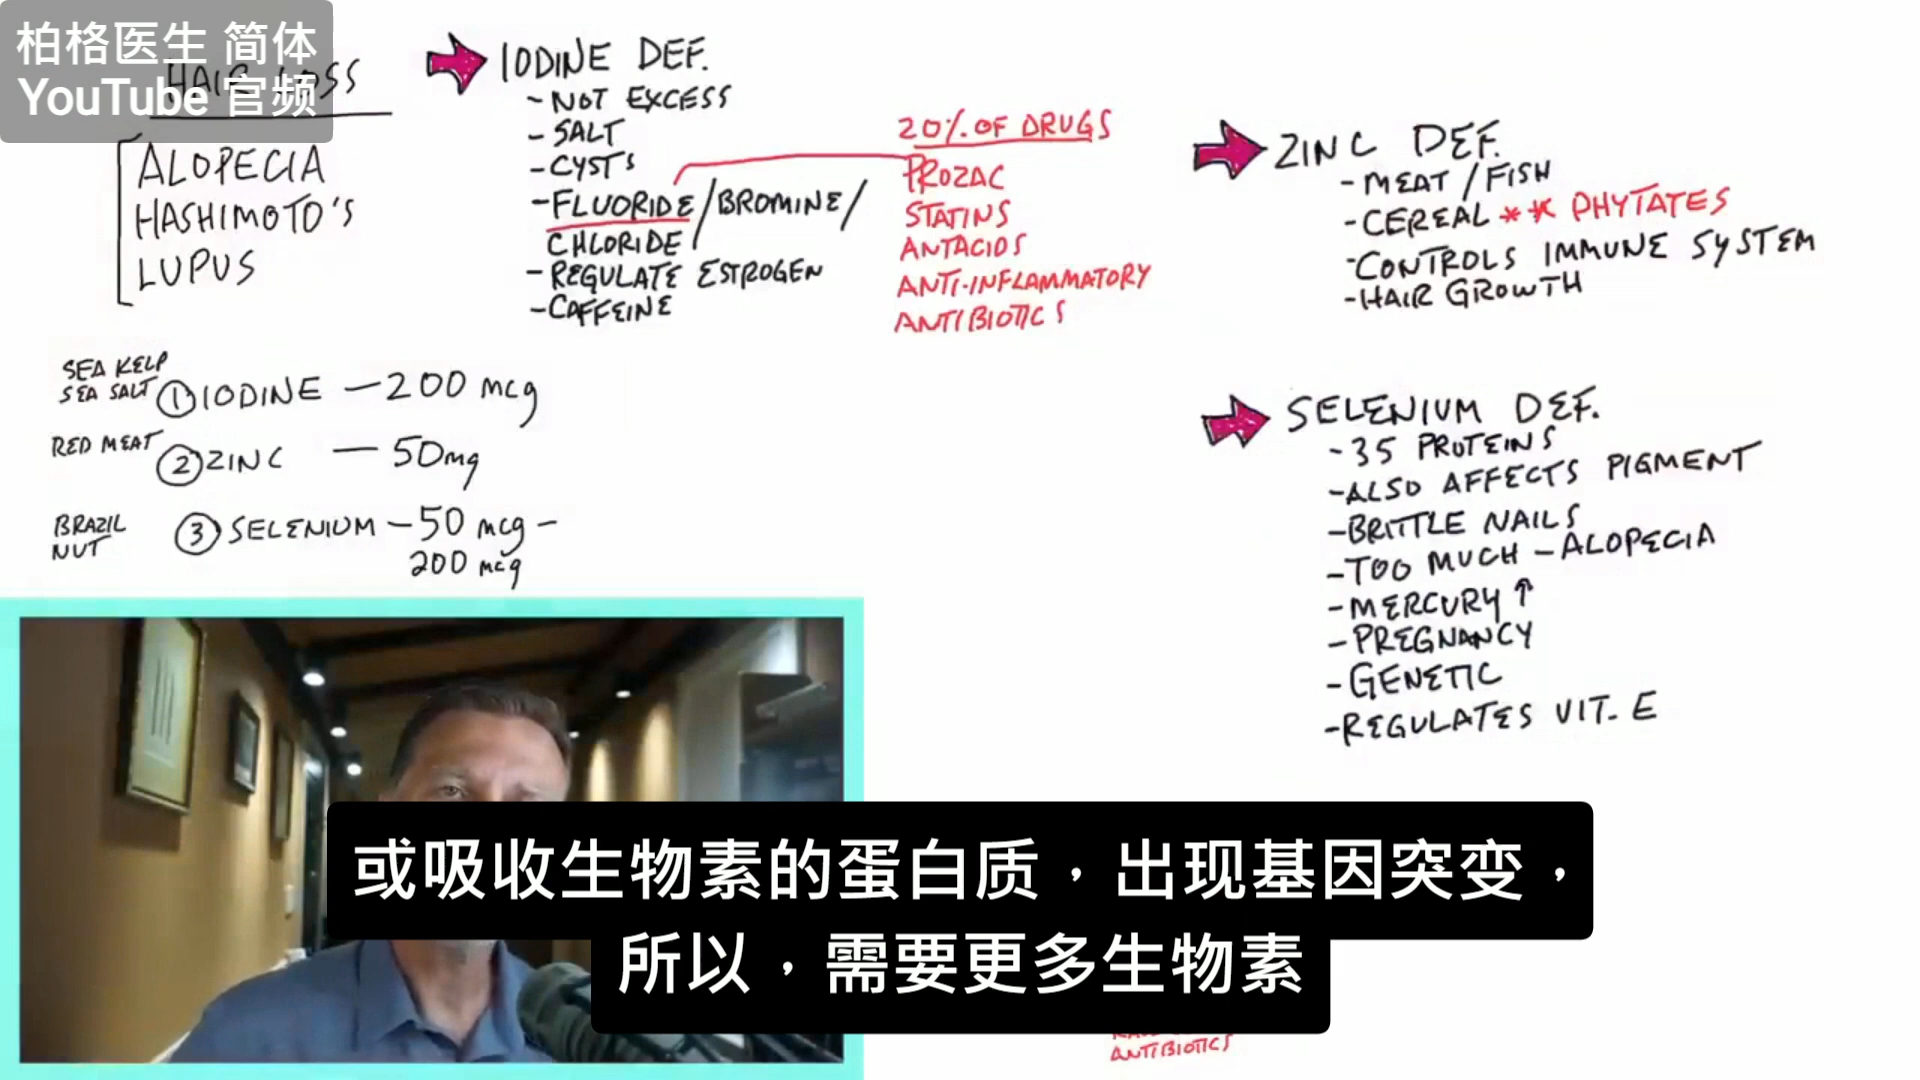 柏格医生 简体
YouTube 官频
HAIR LOSS
ALOPECIA
HASHIMOTO'S
LUPUS
IODINE DEF.
- NOT EXCESS
- SALT
- CYSTS
- FLUORIDE / BROMINE /
CHLORIDE
- REGULATE ESTROGEN
- CAFFEINE
20% OF DRUGS
PROZAC
STATINS
ANTACIDS
ANTI-INFLAMMATORY
ANTIBIOTICS
ZINC DEF.
- MEAT / FISH
- CEREAL ** PHYTATES
- CONTROLS IMMUNE SYSTEM
- HAIR GROWTH
SEA KELP
SEA SALT ① IODINE — 200 mcg
RED MEAT ② ZINC — 50mg
BRAZIL
NUT ③ SELENIUM - 50 mcg -
200 mcg
SELENIUM DEF.
- 35 PROTEINS
- ALSO AFFECTS PIGMENT
- BRITTLE NAILS
- TOO MUCH - ALOPECIA
- MERCURY ↑
- PREGNANCY
- GENETIC
- REGULATES VIT. E
或吸收生物素的蛋白质，出现基因突变，
所以，需要更多生物素
ANTIBIOTICS